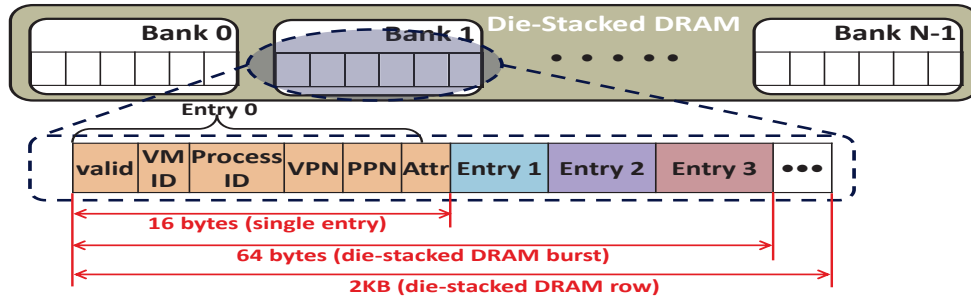 Die-Stacked DRAM
Bank 0
Bank 1
Bank N-1
• • • • •
Entry 0
valid
VM
ID
Process
ID
VPN
PPN
Attr
Entry 1
Entry 2
Entry 3
•••
16 bytes (single entry)
64 bytes (die-stacked DRAM burst)
2KB (die-stacked DRAM row)